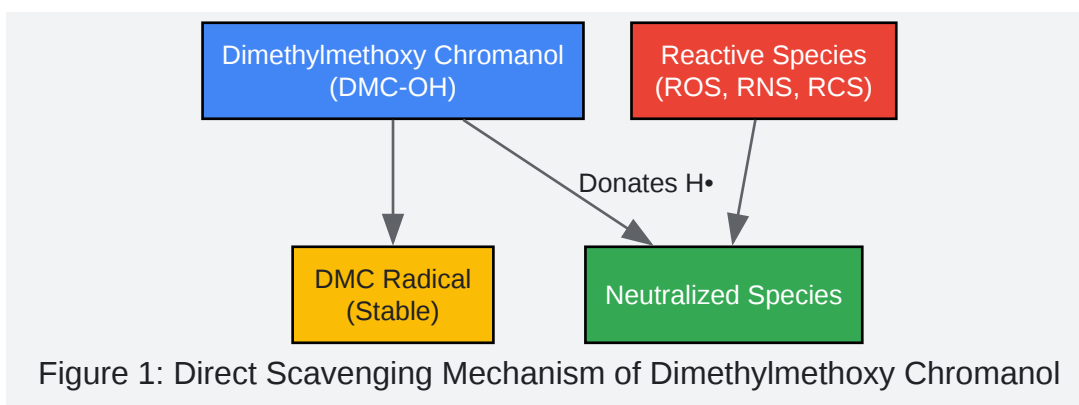 Dimethylmethoxy Chromanol
(DMC-OH)
Reactive Species
(ROS, RNS, RCS)
Donates H•
DMC Radical
(Stable)
Neutralized Species
Figure 1: Direct Scavenging Mechanism of Dimethylmethoxy Chromanol